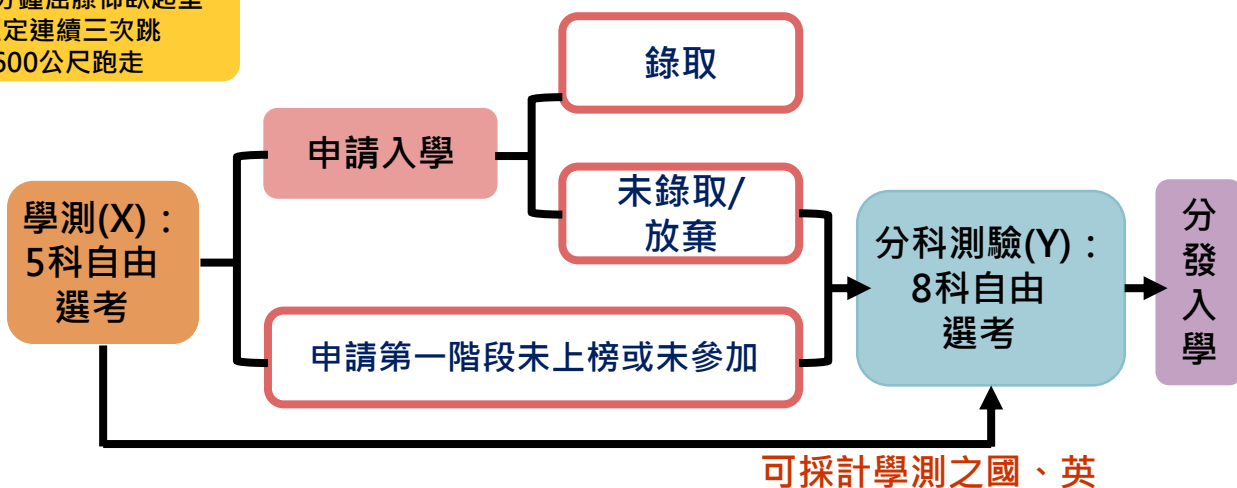 定連續三次跳
600公尺跑走
錄取
申請入學
未錄取/
放棄
學測(X)：
5科自由
選考
分科測驗(Y)：
8科自由
選考
分發入學
申請第一階段未上榜或未參加
可採計學測之國、英